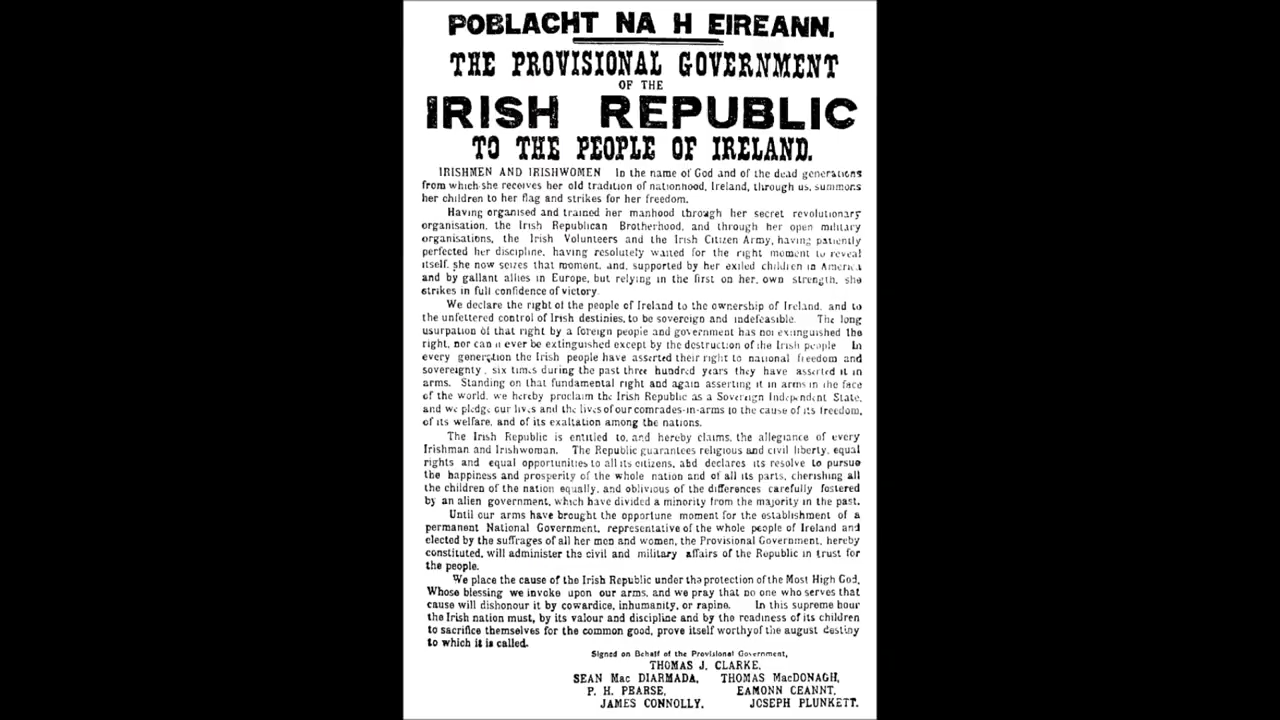 POBLACHT NA H EIREANN.
THE PROVISIONAL GOVERNMENT
OF THE
IRISH REPUBLIC
TO THE PEOPLE OF IRELAND.
IRISHMEN AND IRISHWOMEN In the name of God and of the dead generations
from which she receives her old tradition of nationhood, Ireland, through us, summons
her children to her flag and strikes for her freedom.
Having organised and trained her manhood through her secret revolutionary
organisation, the Irish Republican Brotherhood, and through her open military
organisations, the Irish Volunteers and the Irish Citizen Army, having patiently
perfected her discipline, having resolutely waited for the right moment to reveal
itself, she now seizes that moment, and, supported by her exiled children in America
and by gallant allies in Europe, but relying in the first on her, own strength, she
strikes in full confidence of victory.
We declare the right of the people of Ireland to the ownership of Ireland, and to
the unfettered control of Irish destinies, to be sovereign and indefeasible. The long
usurpation of that right by a foreign people and government has not extinguished the
right, nor can it ever be extinguished except by the destruction of the Irish people In
every generation the Irish people have asserted their right to national freedom and
sovereignty, six times during the past three hundred years they have asserted it in
arms. Standing on that fundamental right and again asserting it in arms in the face
of the world, we hereby proclaim the Irish Republic as a Sovereign Independent State,
and we pledge our lives and the lives of our comrades-in-arms to the cause of its freedom,
of its welfare, and of its exaltation among the nations.
The Irish Republic is entitled to, and hereby claims, the allegiance of every
Irishman and Irishwoman. The Republic guarantees religious and civil liberty, equal
rights and equal opportunities to all its citizens, abd declares its resolve to pursue
the happiness and prosperity of the whole nation and of all its parts, cherishing all
the children of the nation equally, and oblivious of the differences carefully fostered
by an alien government, which have divided a minority from the majority in the past.
Until our arms have brought the opportune moment for the establishment of a
permanent National Government, representative of the whole people of Ireland and
elected by the suffrages of all her men and women, the Provisional Government, hereby
constituted, will administer the civil and military affairs of the Republic in trust for
the people.
We place the cause of the Irish Republic under the protection of the Most High God,
Whose blessing we invoke upon our arms, and we pray that no one who serves that
cause will dishonour it by cowardice, inhumanity, or rapine. In this supreme hour
the Irish nation must, by its valour and discipline and by the readiness of its children
to sacrifice themselves for the common good, prove itself worthy of the august destiny
to which it is called.
Signed on Behalf of the Provisional Government,
THOMAS J. CLARKE,
SEAN Mac DIARMADA, THOMAS MacDONAGH,
P. H. PEARSE, EAMONN CEANNT,
JAMES CONNOLLY. JOSEPH PLUNKETT.